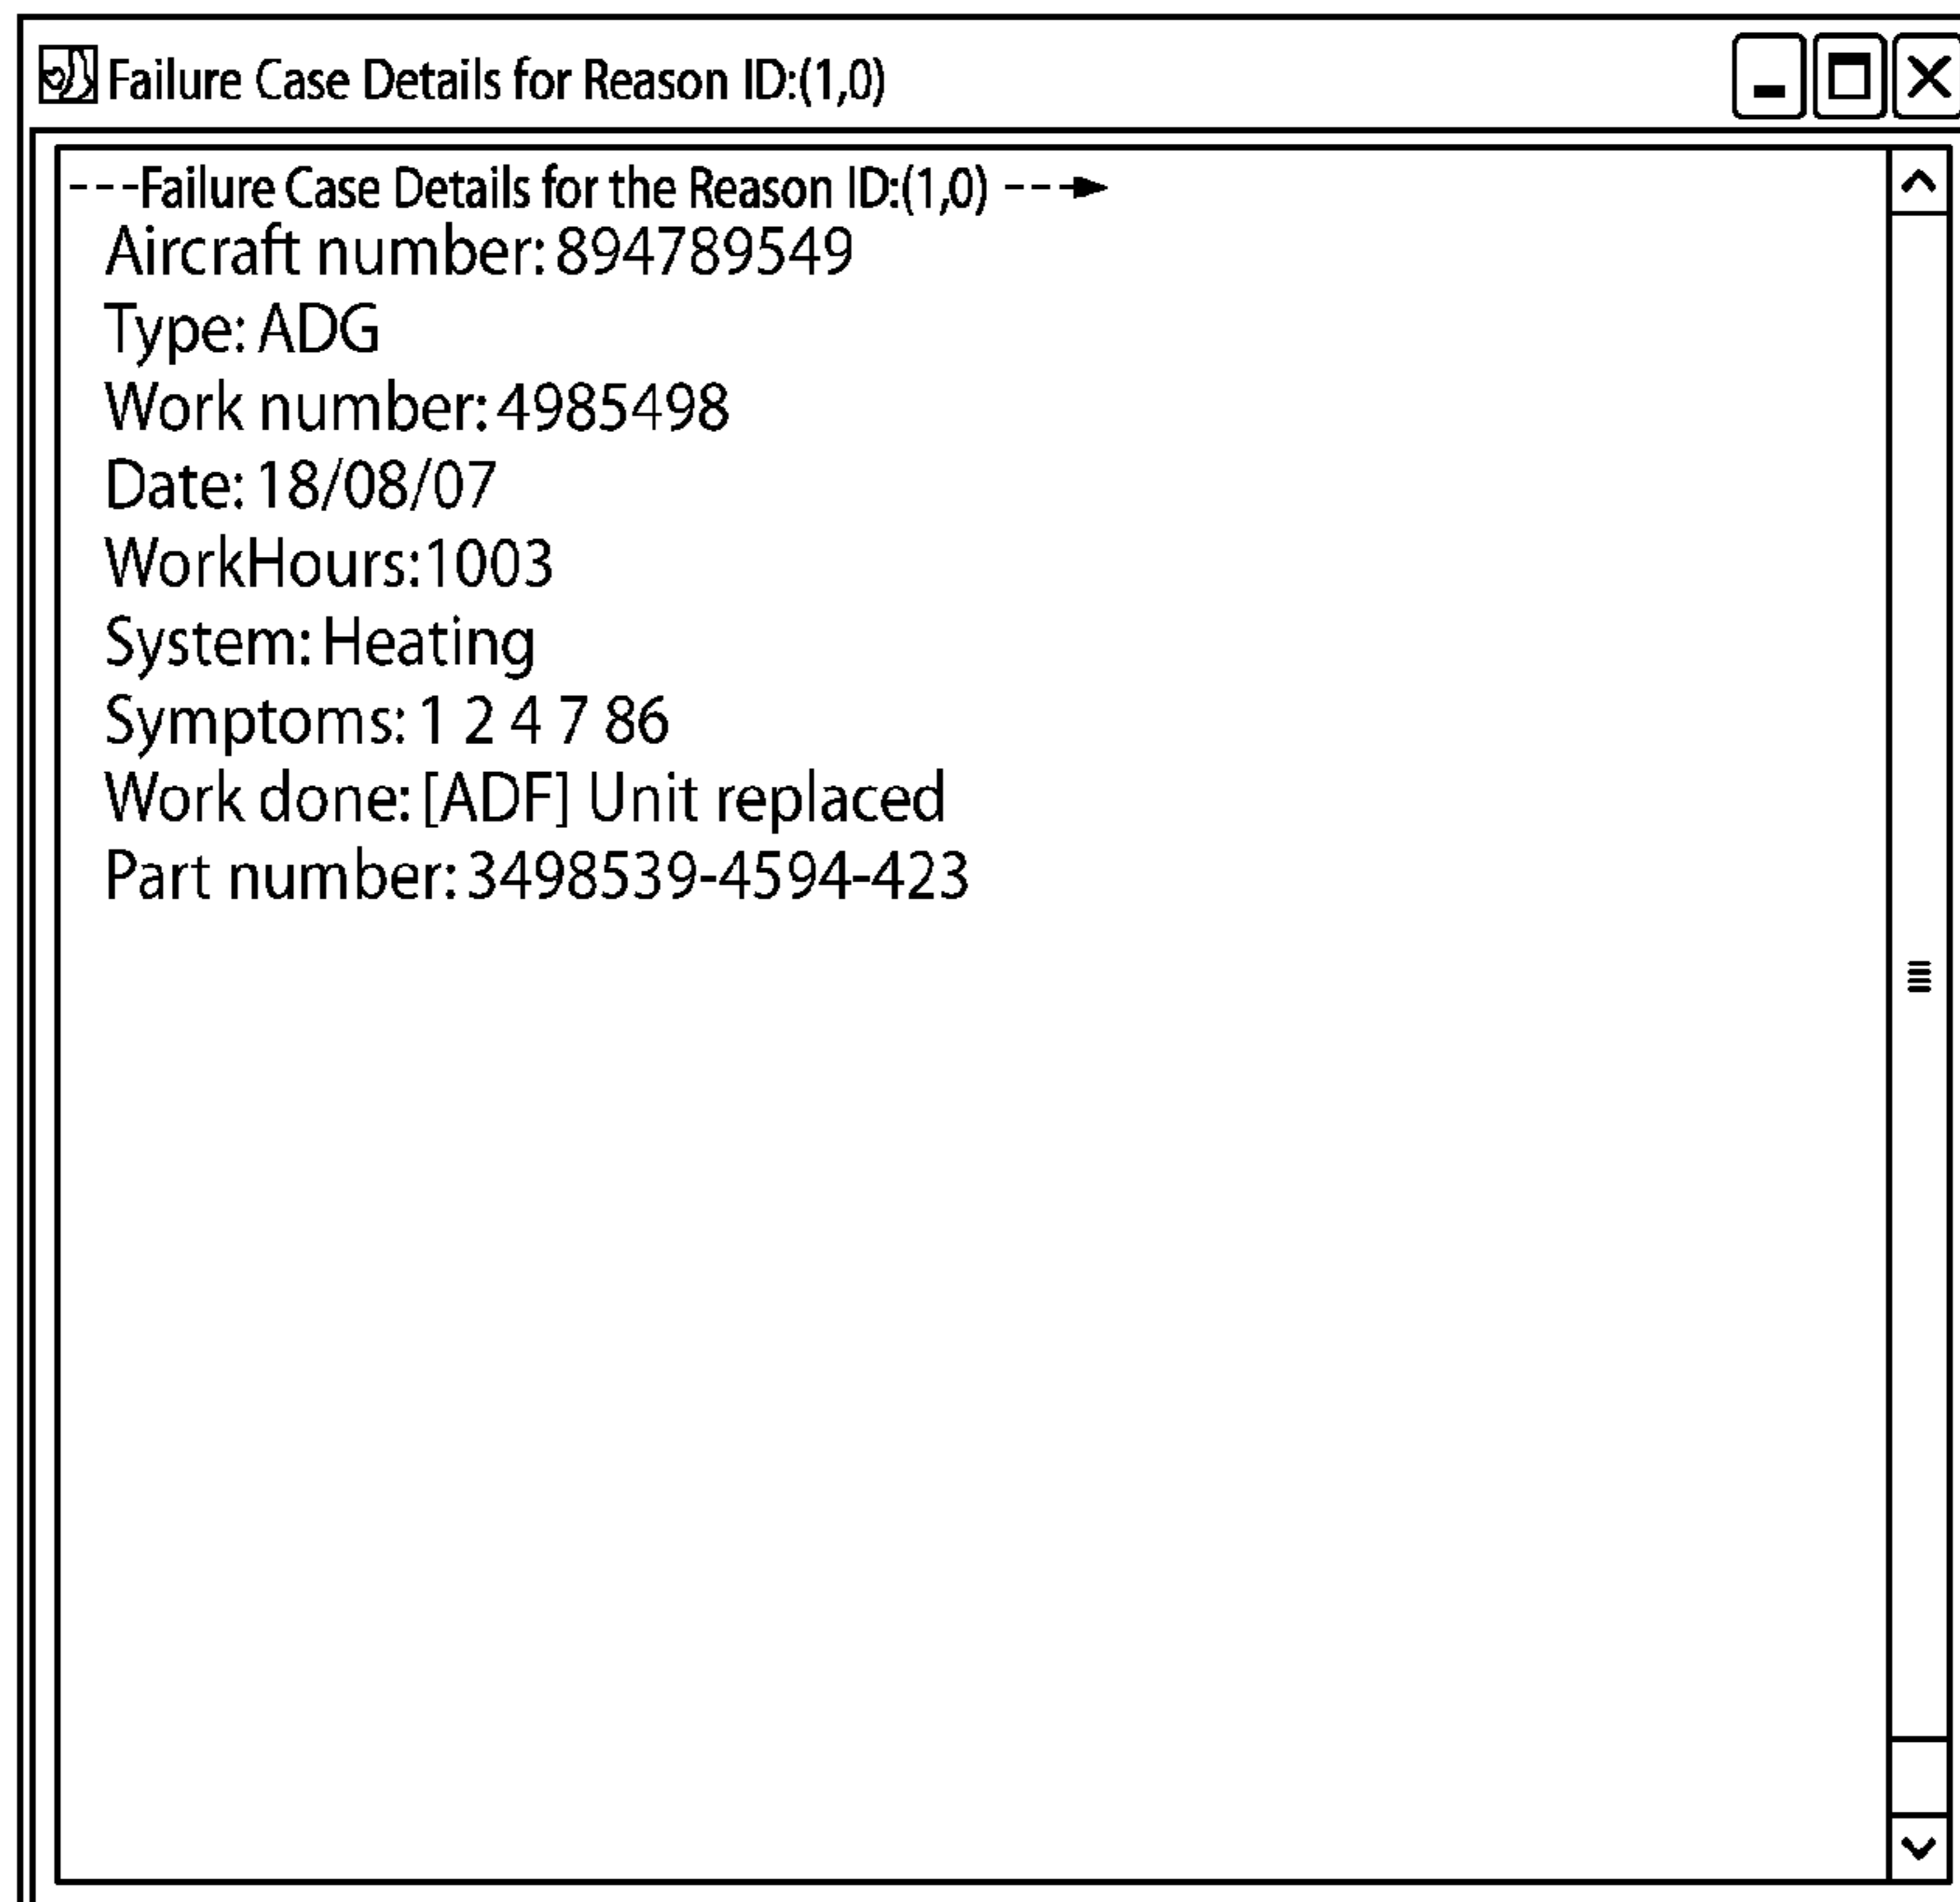 Failure Case Details for Reason ID:(1,0)
---Failure Case Details for the Reason ID:(1,0) ---►
Aircraft number: 894789549
Type: ADG
Work number: 4985498
Date: 18/08/07
WorkHours:1003
System: Heating
Symptoms: 1 2 4 7 86
Work done: [ADF] Unit replaced
Part number: 3498539-4594-423